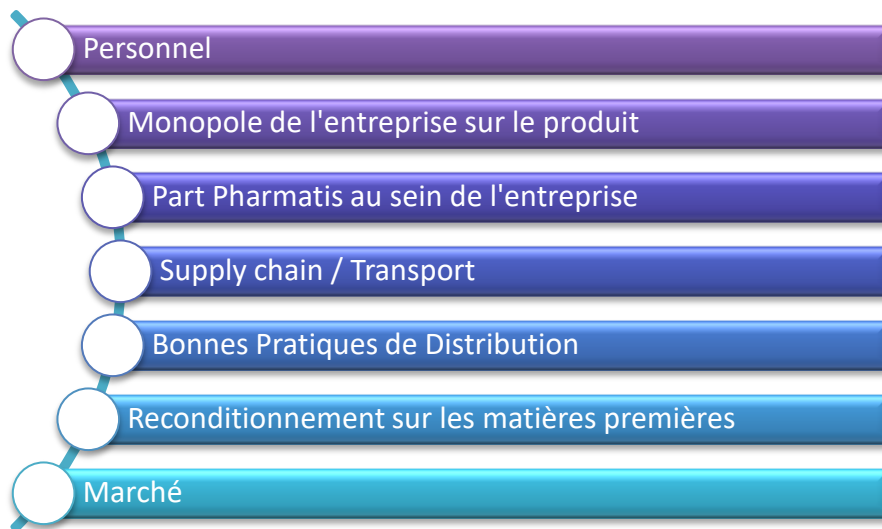 Personnel
Monopole de l'entreprise sur le produit
Part Pharmatis au sein de l'entreprise
Supply chain / Transport
Bonnes Pratiques de Distribution
Reconditionnement sur les matières premières
Marché